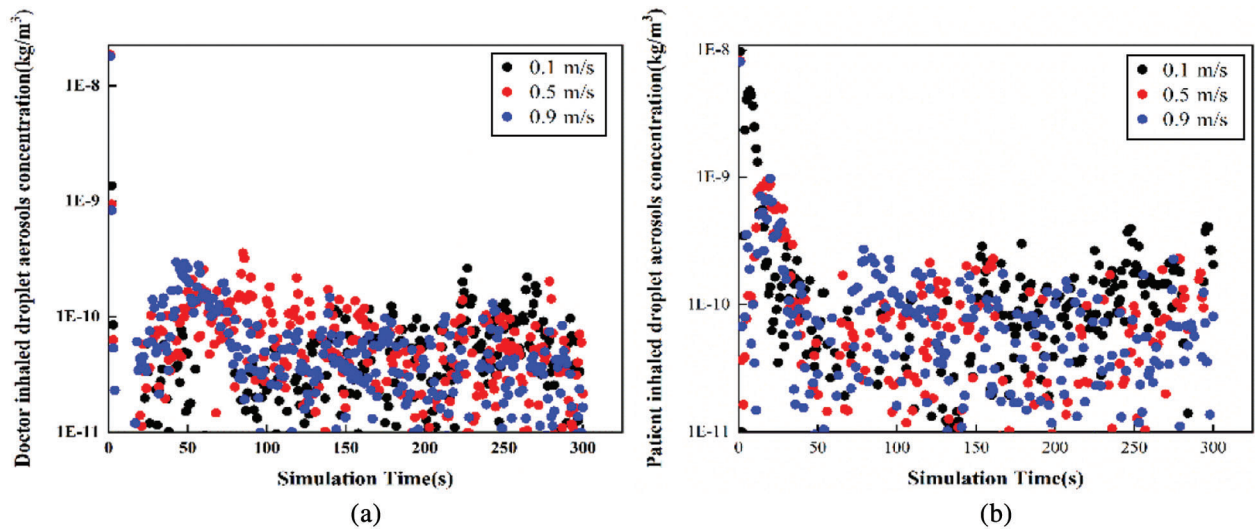 Doctor inhaled droplet aerosols concentration(kg/m³)
1E-8
1E-9
1E-10
1E-11
0 50 100 150 200 250 300
Simulation Time(s)
0.1 m/s
0.5 m/s
0.9 m/s
(a)
Patient inhaled droplet aerosols concentration(kg/m³)
1E-8
1E-9
1E-10
1E-11
0 50 100 150 200 250 300
Simulation Time(s)
0.1 m/s
0.5 m/s
0.9 m/s
(b)